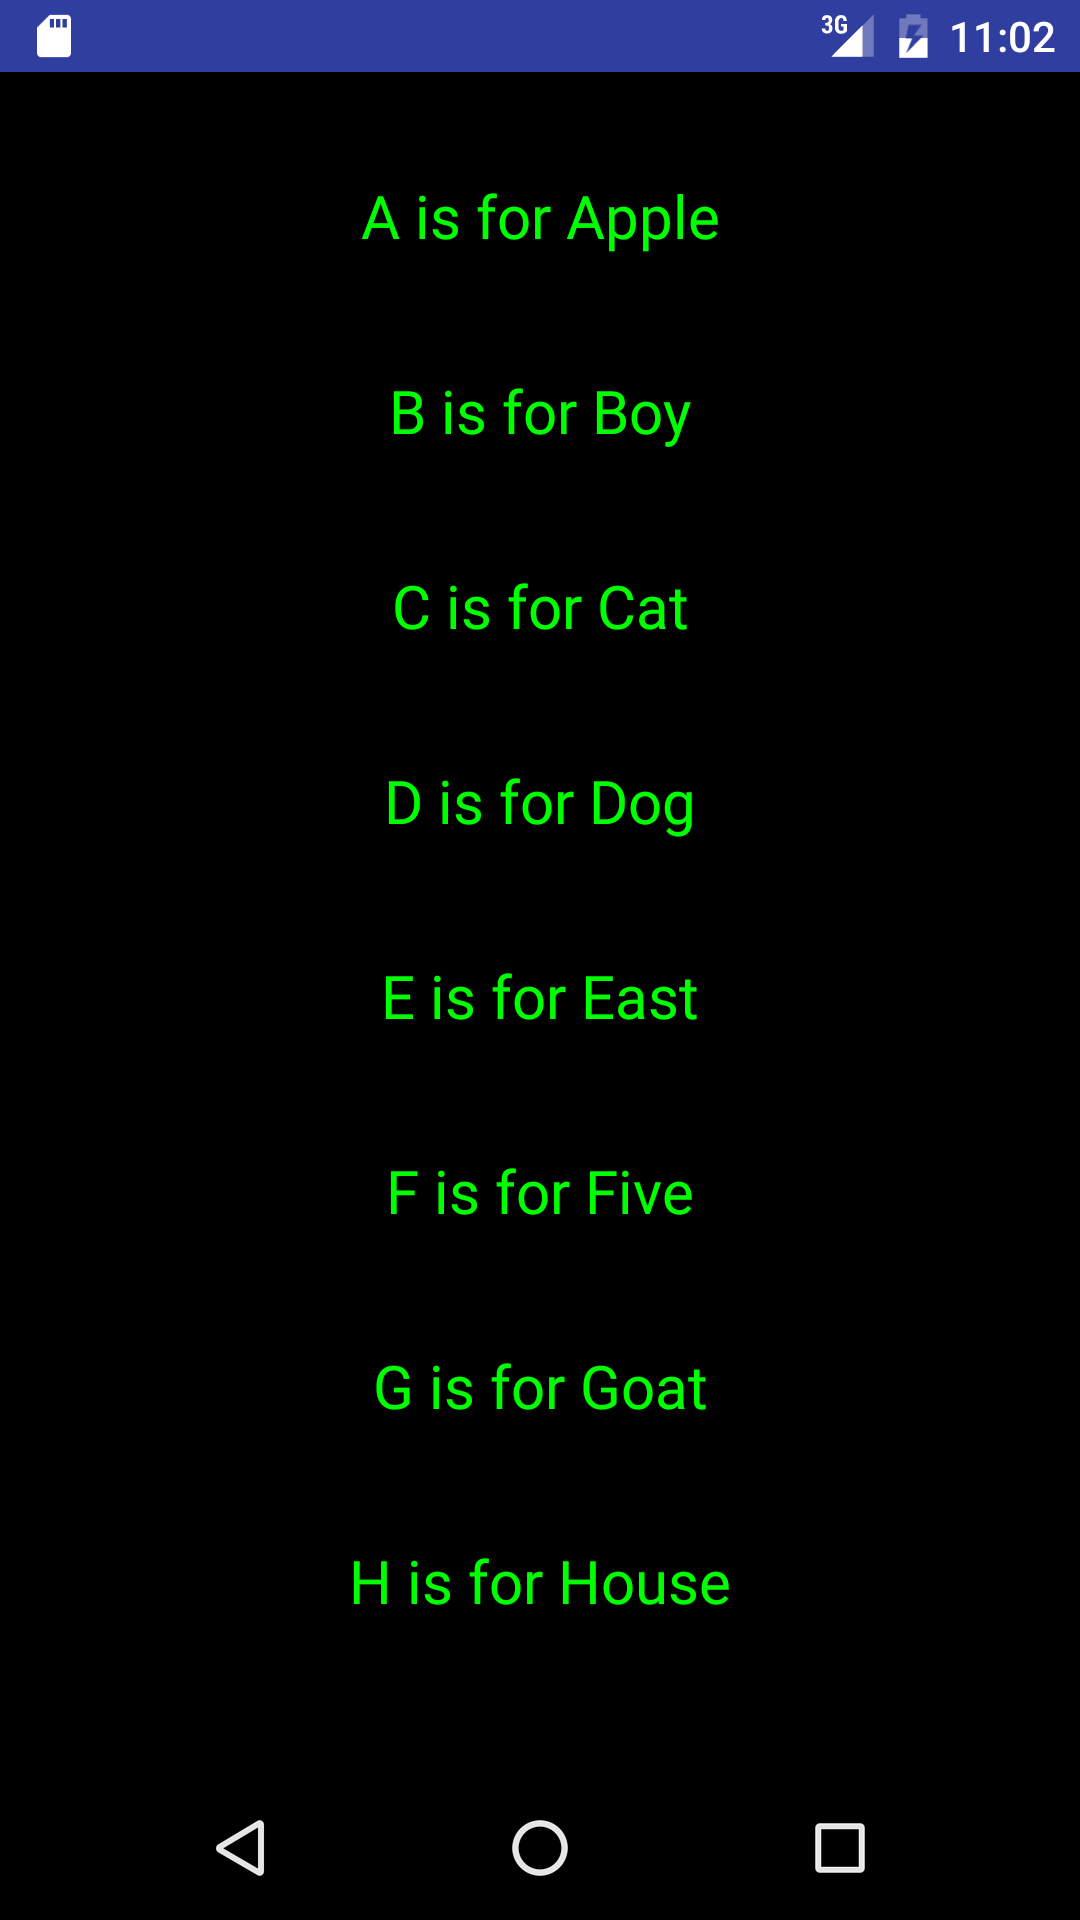 3G 11:02
A is for Apple
B is for Boy
C is for Cat
D is for Dog
E is for East
F is for Five
G is for Goat
H is for House